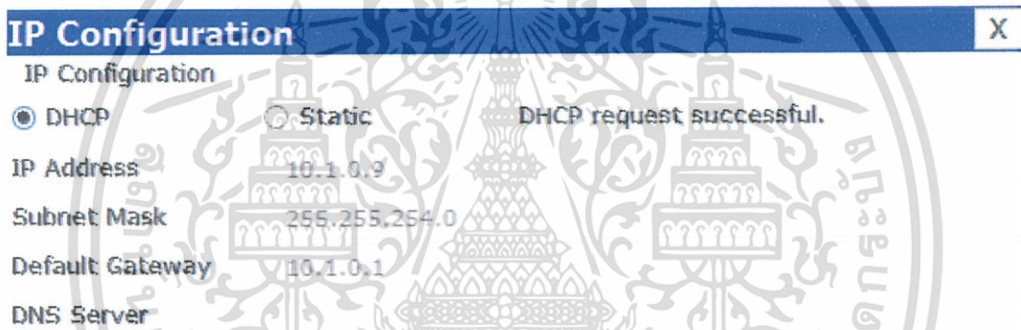 IP Configuration X
IP Configuration
DHCP Static DHCP request successful.
IP Address 10.1.0.9
Subnet Mask 255.255.254.0
Default Gateway 10.1.0.1
DNS Server